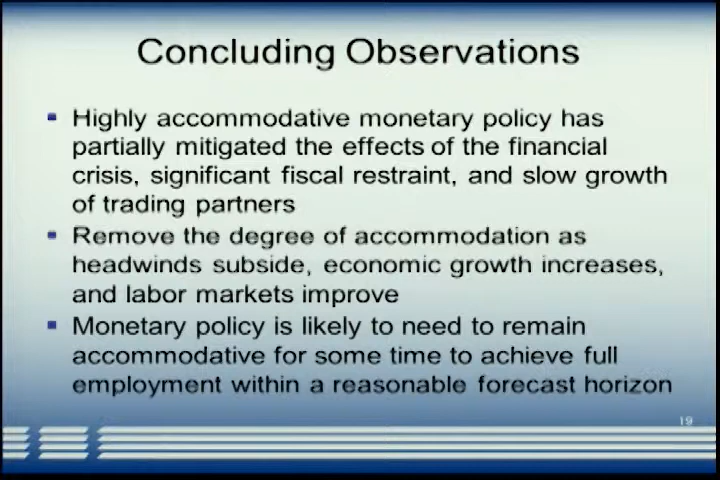 Concluding Observations
Highly accommodative monetary policy has
partially mitigated the effects of the financial
crisis, significant fiscal restraint, and slow growth
of trading partners
Remove the degree of accommodation as
headwinds subside, economic growth increases,
and labor markets improve
Monetary policy is likely to need to remain
accommodative for some time to achieve full
employment within a reasonable forecast horizon
19